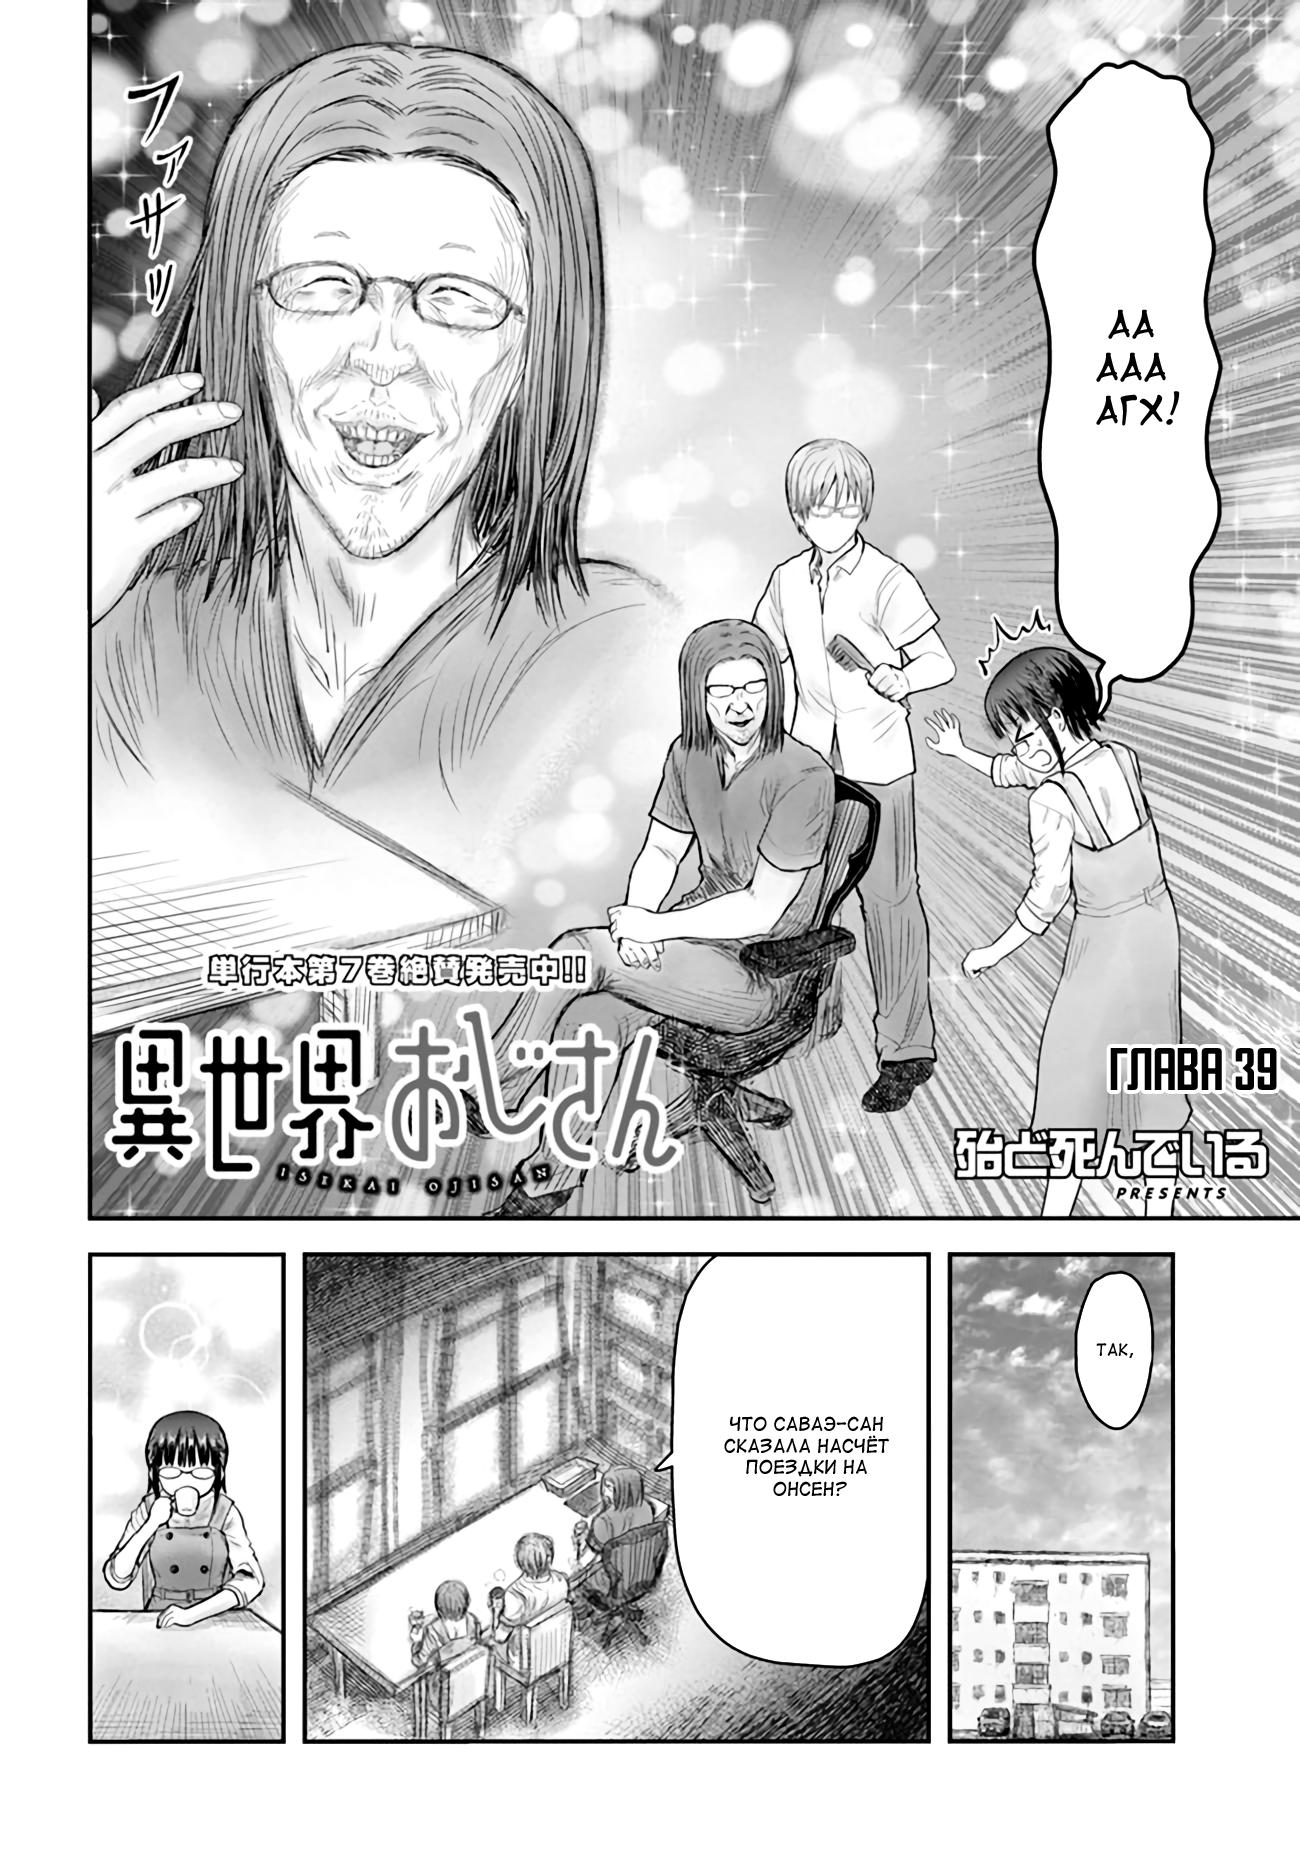 ファサッ
АА
ААА
АГХ!
単行本第7巻絶賛発売中!!
異世界おじさん
ISEKAI OJISAN
ГЛАВА 39
殆ど死んでいる
PRESENTS
ТАК,
ЧТО САВАЭ-САН
СКАЗАЛА НАСЧЁТ
ПОЕЗДКИ НА
ОНСЕН?